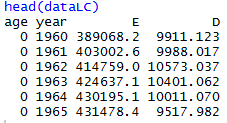 head(dataLC)
age year E D
0 1960 389068.2 9911.123
0 1961 403002.6 9988.017
0 1962 414759.0 10573.037
0 1963 424637.1 10401.062
0 1964 430195.1 10011.070
0 1965 431478.4 9517.982